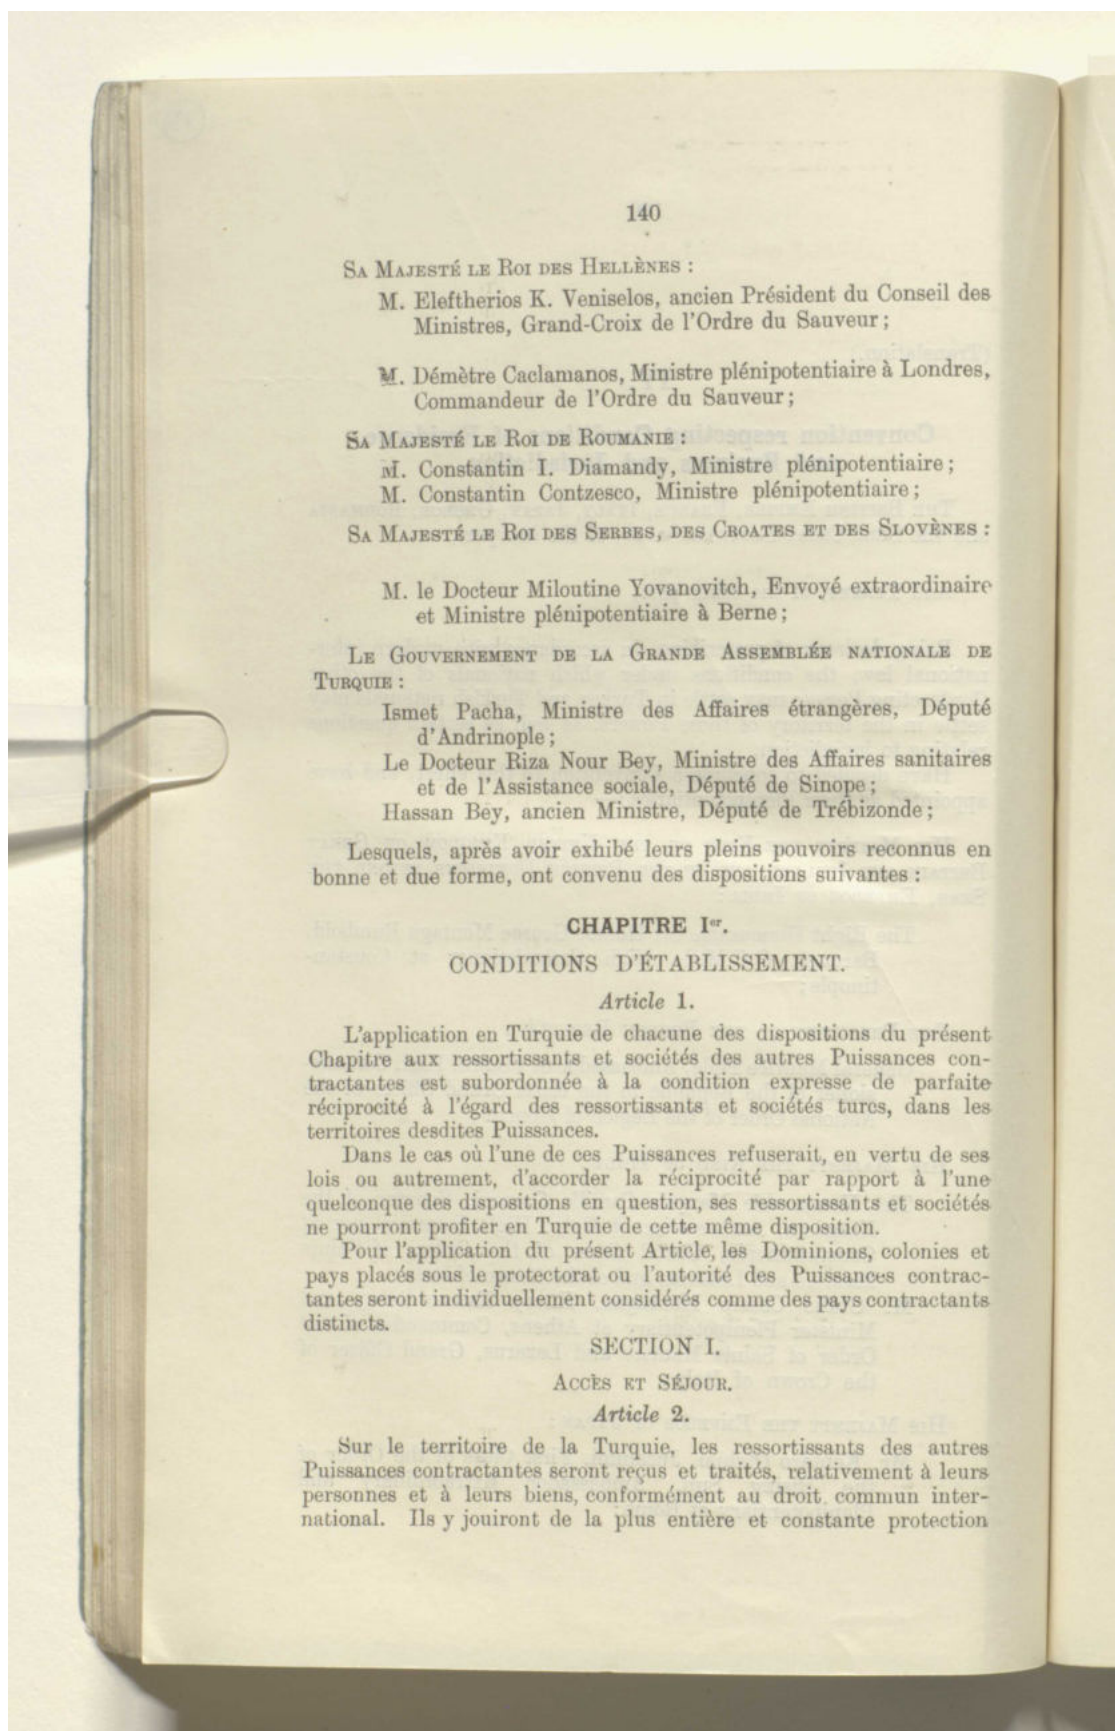 140
SA MAJESTÉ LE ROI DES HELLÈNES :
M. Eleftherios K. Veniselos, ancien Président du Conseil des
Ministres, Grand-Croix de l'Ordre du Sauveur ;
M. Démètre Caclamanos, Ministre plénipotentiaire à Londres,
Commandeur de l'Ordre du Sauveur ;
SA MAJESTÉ LE ROI DE ROUMANIE :
M. Constantin I. Diamandy, Ministre plénipotentiaire ;
M. Constantin Contzesco, Ministre plénipotentiaire ;
SA MAJESTÉ LE ROI DES SERBES, DES CROATES ET DES SLOVÈNES :
M. le Docteur Miloutine Yovanovitch, Envoyé extraordinaire
et Ministre plénipotentiaire à Berne ;
LE GOUVERNEMENT DE LA GRANDE ASSEMBLÉE NATIONALE DE
TURQUIE :
Ismet Pacha, Ministre des Affaires étrangères, Député
d'Andrinople ;
Le Docteur Riza Nour Bey, Ministre des Affaires sanitaires
et de l'Assistance sociale, Député de Sinope ;
Hassan Bey, ancien Ministre, Député de Trébizonde ;
Lesquels, après avoir exhibé leurs pleins pouvoirs reconnus en
bonne et due forme, ont convenu des dispositions suivantes :
CHAPITRE Ier.
CONDITIONS D'ÉTABLISSEMENT.
Article 1.
L'application en Turquie de chacune des dispositions du présent
Chapitre aux ressortissants et sociétés des autres Puissances con-
tractantes est subordonnée à la condition expresse de parfaite
réciprocité à l'égard des ressortissants et sociétés turcs, dans les
territoires desdites Puissances.
Dans le cas où l'une de ces Puissances refuserait, en vertu de ses
lois ou autrement, d'accorder la réciprocité par rapport à l'une
quelconque des dispositions en question, ses ressortissants et sociétés
ne pourront profiter en Turquie de cette même disposition.
Pour l'application du présent Article, les Dominions, colonies et
pays placés sous le protectorat ou l'autorité des Puissances contrac-
tantes seront individuellement considérés comme des pays contractants
distincts.
SECTION I.
ACCÈS ET SÉJOUR.
Article 2.
Sur le territoire de la Turquie, les ressortissants des autres
Puissances contractantes seront reçus et traités, relativement à leurs
personnes et à leurs biens, conformément au droit commun inter-
national. Ils y jouiront de la plus entière et constante protection